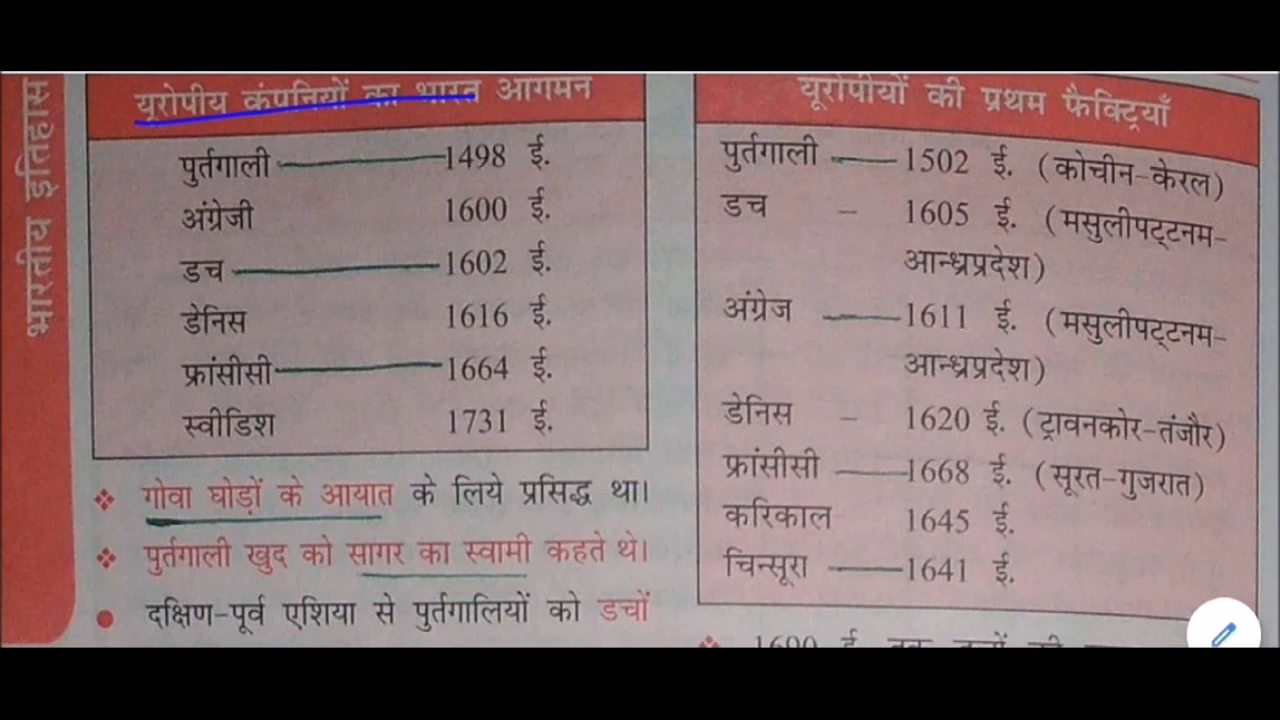 भारतीय इतिहास
यूरोपीय कंपनियों का भारत आगमन
पुर्तगाली 1498 ई.
अंग्रेजी 1600 ई.
डच 1602 ई.
डेनिस 1616 ई.
फ्रांसीसी 1664 ई.
स्वीडिश 1731 ई.
गोवा घोड़ों के आयात के लिये प्रसिद्ध था।
पुर्तगाली खुद को सागर का स्वामी कहते थे।
दक्षिण-पूर्व एशिया से पुर्तगालियों को डचों
यूरोपीयों की प्रथम फैक्ट्रियाँ
पुर्तगाली 1502 ई. (कोचीन-केरल)
डच – 1605 ई. (मसुलीपट्टनम-
आन्ध्रप्रदेश)
अंग्रेज 1611 ई. (मसुलीपट्टनम-
आन्ध्रप्रदेश)
डेनिस – 1620 ई. (ट्रावनकोर-तंजौर)
फ्रांसीसी 1668 ई. (सूरत-गुजरात)
करिकाल 1645 ई.
चिन्सूरा 1641 ई.